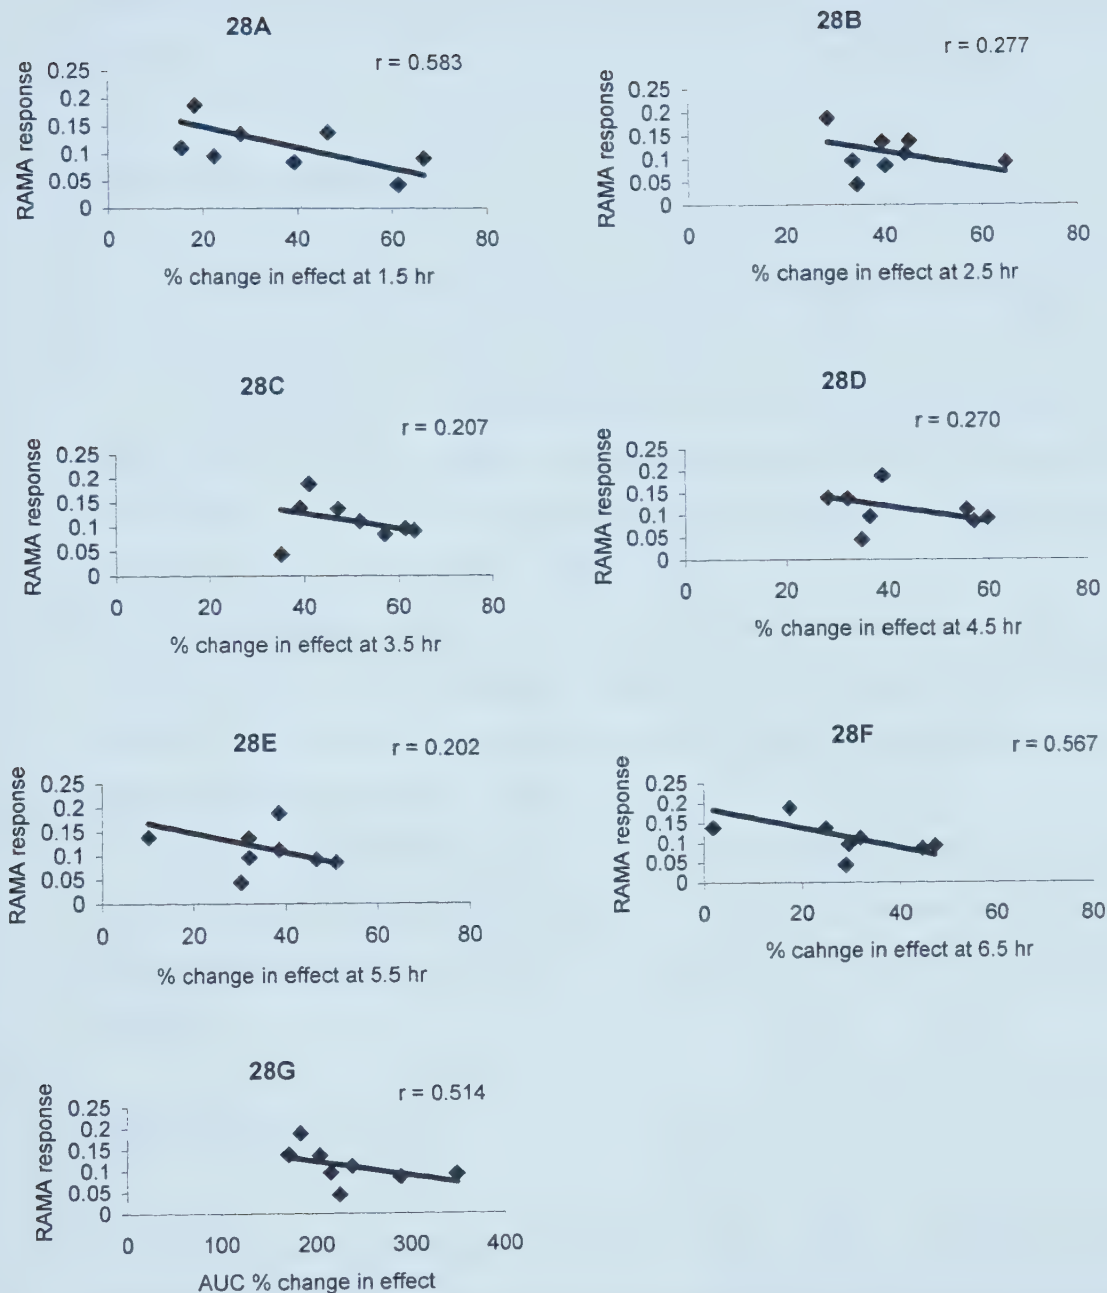 28A
r = 0.583
RAMA response
0.25
0.2
0.15
0.1
0.05
0
0 20 40 60 80
% change in effect at 1.5 hr
28B
r = 0.277
RAMA response
0.25
0.2
0.15
0.1
0.05
0
0 20 40 60 80
% change in effect at 2.5 hr
28C
r = 0.207
RAMA response
0.25
0.2
0.15
0.1
0.05
0
0 20 40 60 80
% change in effect at 3.5 hr
28D
r = 0.270
RAMA response
0.25
0.2
0.15
0.1
0.05
0
0 20 40 60 80
% change in effect at 4.5 hr
28E
r = 0.202
RAMA response
0.25
0.2
0.15
0.1
0.05
0
0 20 40 60 80
% change in effect at 5.5 hr
28F
r = 0.567
RAMA response
0.25
0.2
0.15
0.1
0.05
0
0 20 40 60 80
% cahnge in effect at 6.5 hr
28G
r = 0.514
RAMA response
0.25
0.2
0.15
0.1
0.05
0
0 100 200 300 400
AUC % change in effect